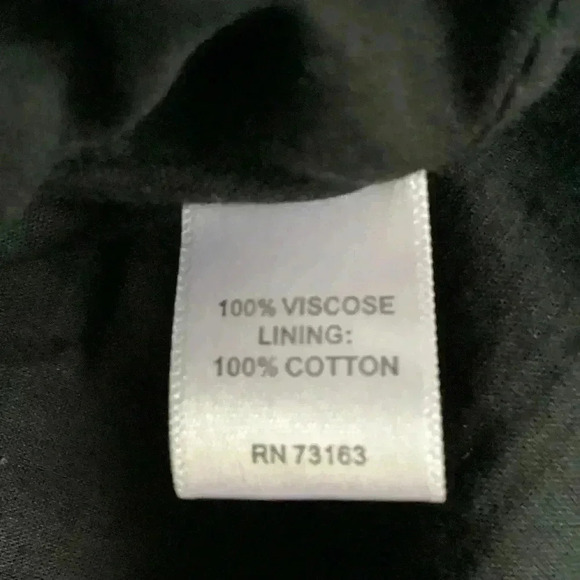 100% VISCOSE
LINING:
100% COTTON
RN 73163